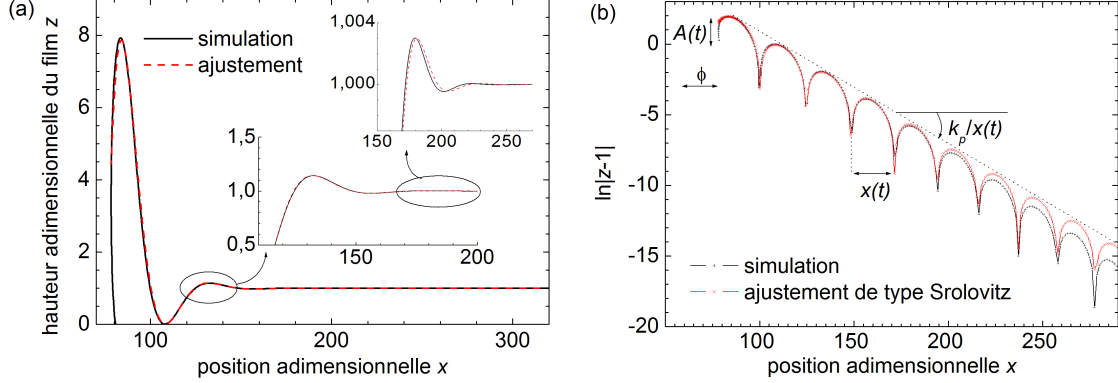 (a)
hauteur adimensionnelle du film z
8
6
4
2
0
simulation
ajustement
1,004
1,000
150
200
250
1.5
1.0
0,5
150
200
100
200
300
position adimensionnelle x
(b)
ln|z-1|
0
-5
-10
-15
-20
A(t)
ϕ
k_p/x(t)
x(t)
simulation
ajustement de type Srolovitz
50
100
150
200
250
position adimensionnelle x